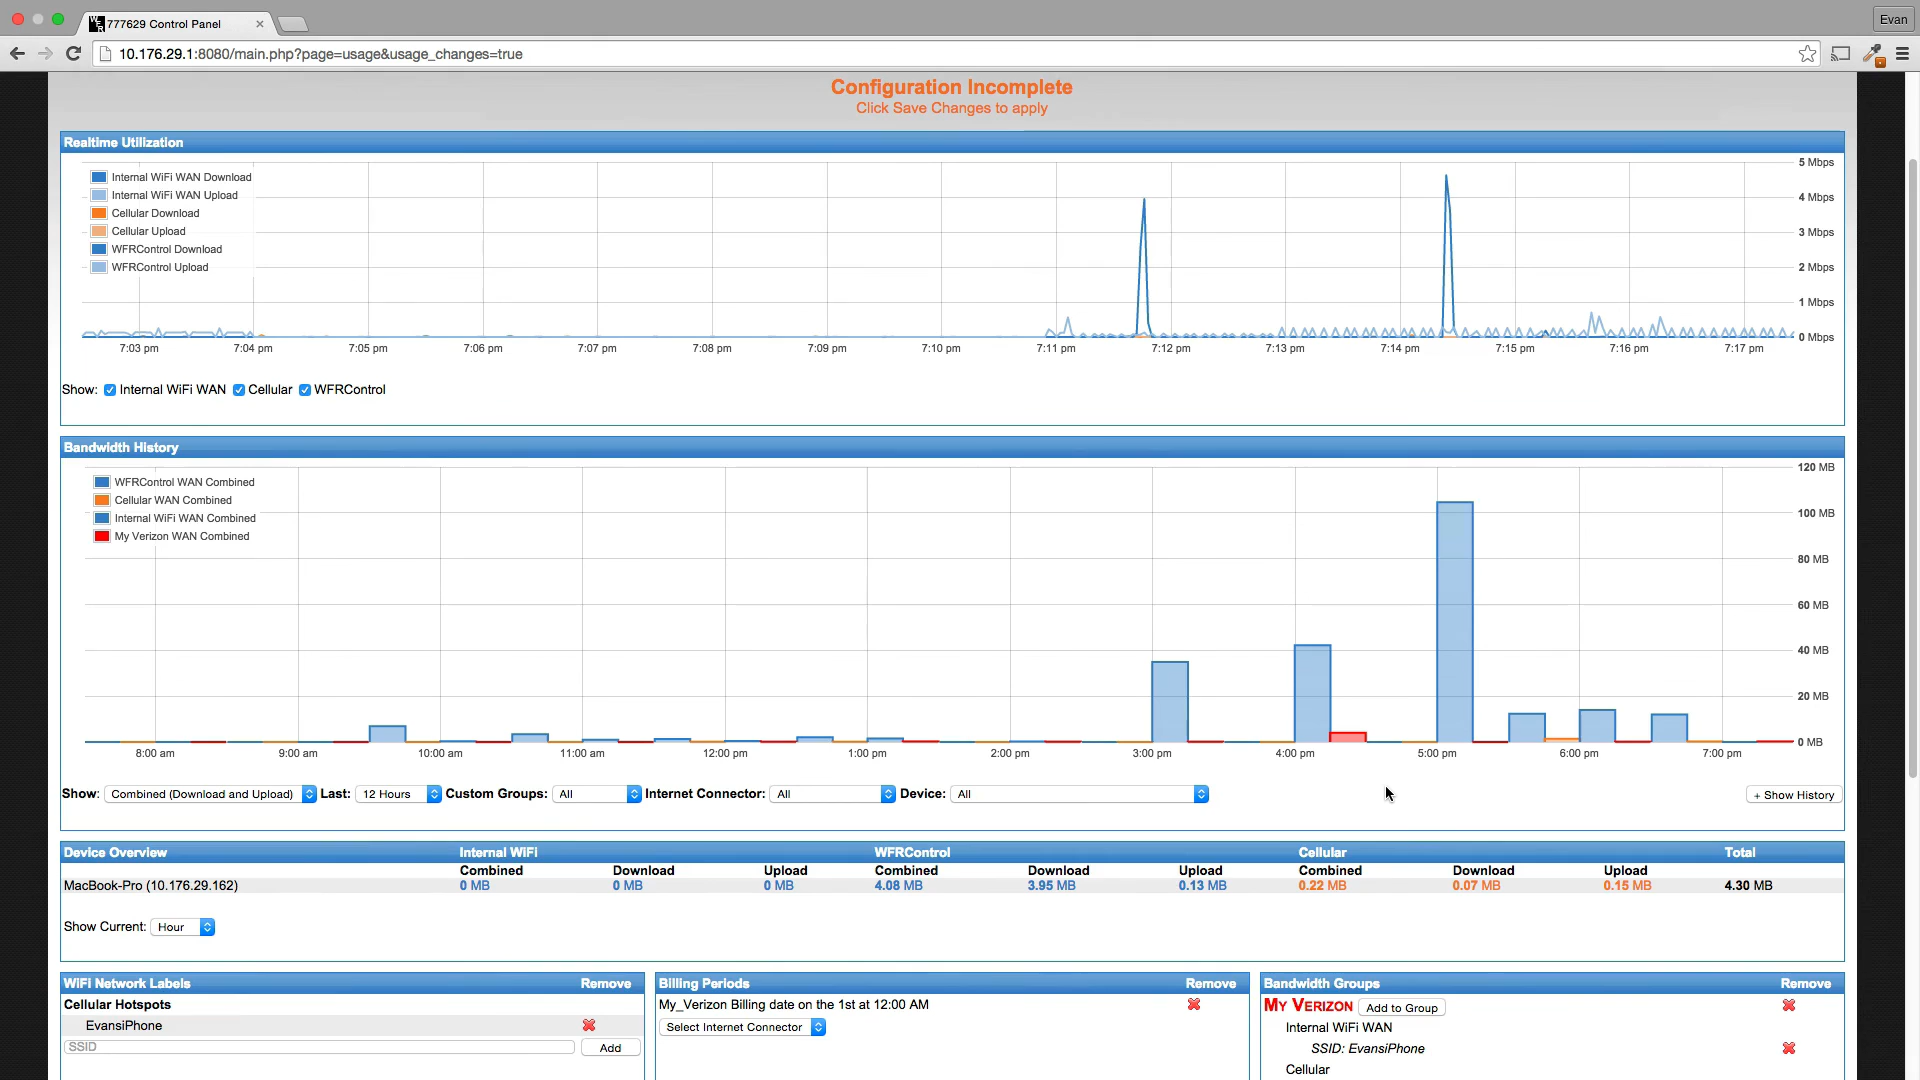 777629 Control Panel
Evan
10.176.29.1:8080/main.php?page=usage&usage_changes=true
Configuration Incomplete
Click Save Changes to apply
Realtime Utilization
Internal WiFi WAN Download
Internal WiFi WAN Upload
Cellular Download
Cellular Upload
WFRControl Download
WFRControl Upload
5 Mbps
4 Mbps
3 Mbps
2 Mbps
1 Mbps
0 Mbps
7:03 pm 7:04 pm 7:05 pm 7:06 pm 7:07 pm 7:08 pm 7:09 pm 7:10 pm 7:11 pm 7:12 pm 7:13 pm 7:14 pm 7:15 pm 7:16 pm 7:17 pm
Show: Internal WiFi WAN Cellular WFRControl
Bandwidth History
WFRControl WAN Combined
Cellular WAN Combined
Internal WiFi WAN Combined
My Verizon WAN Combined
120 MB
100 MB
80 MB
60 MB
40 MB
20 MB
0 MB
8:00 am 9:00 am 10:00 am 11:00 am 12:00 pm 1:00 pm 2:00 pm 3:00 pm 4:00 pm 5:00 pm 6:00 pm 7:00 pm
Show: Combined (Download and Upload) Last: 12 Hours Custom Groups: All Internet Connector: All Device: All + Show History
Device Overview Internal WiFi WFRControl Cellular Total
Combined Download Upload Combined Download Upload Combined Download Upload
MacBook-Pro (10.176.29.162) 0 MB 0 MB 0 MB 4.08 MB 3.95 MB 0.13 MB 0.22 MB 0.07 MB 0.15 MB 4.30 MB
Show Current: Hour
WiFi Network Labels Remove
Cellular Hotspots
EvansiPhone
SSID Add
Billing Periods Remove
My_Verizon Billing date on the 1st at 12:00 AM
Select Internet Connector
Bandwidth Groups Remove
My Verizon Add to Group
Internal WiFi WAN
SSID: EvansiPhone
Cellular